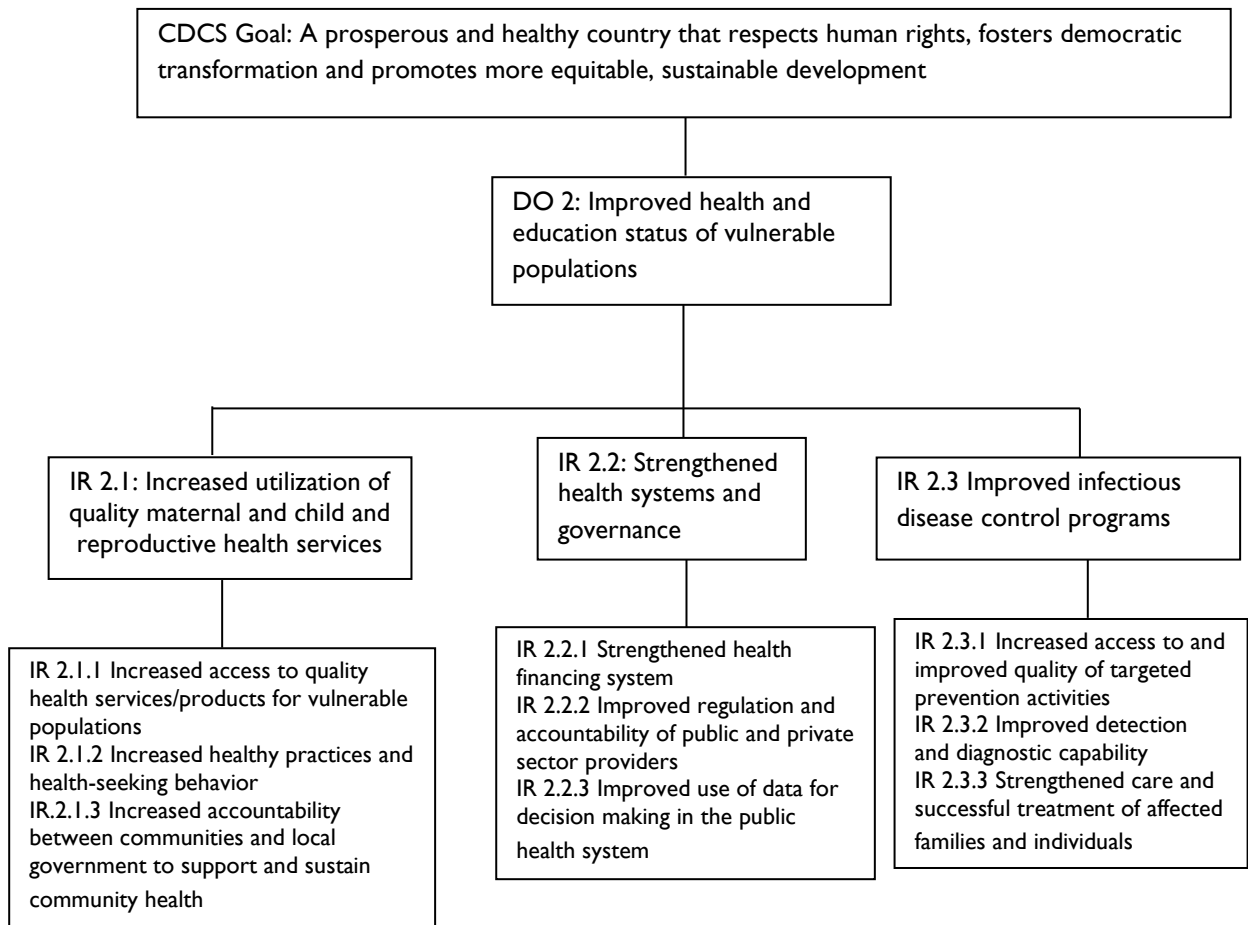 CDCS Goal: A prosperous and healthy country that respects human rights, fosters democratic
transformation and promotes more equitable, sustainable development
DO 2: Improved health and
education status of vulnerable
populations
IR 2.1: Increased utilization of
quality maternal and child and
reproductive health services
IR 2.2: Strengthened
health systems and
governance
IR 2.3 Improved infectious
disease control programs
IR 2.1.1 Increased access to quality
health services/products for vulnerable
populations
IR 2.1.2 Increased healthy practices and
health-seeking behavior
IR.2.1.3 Increased accountability
between communities and local
government to support and sustain
community health
IR 2.2.1 Strengthened health
financing system
IR 2.2.2 Improved regulation and
accountability of public and private
sector providers
IR 2.2.3 Improved use of data for
decision making in the public
health system
IR 2.3.1 Increased access to and
improved quality of targeted
prevention activities
IR 2.3.2 Improved detection
and diagnostic capability
IR 2.3.3 Strengthened care and
successful treatment of affected
families and individuals